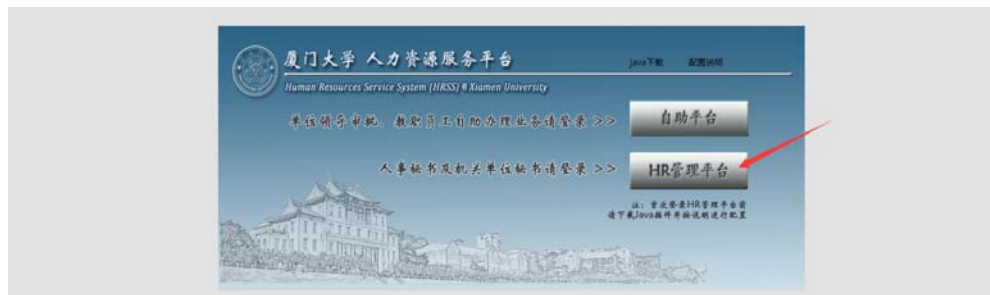 厦门大学 人力资源服务平台
Java下载 配置说明
Human Resources Service System (HRSS) @ Xiamen University
单位领导审批、教职员工自助办理业务请登录 >>
自助平台
人事秘书及机关单位秘书请登录 >>
HR管理平台
注：首次登录HR管理平台前
请下载Java插件并按说明进行配置